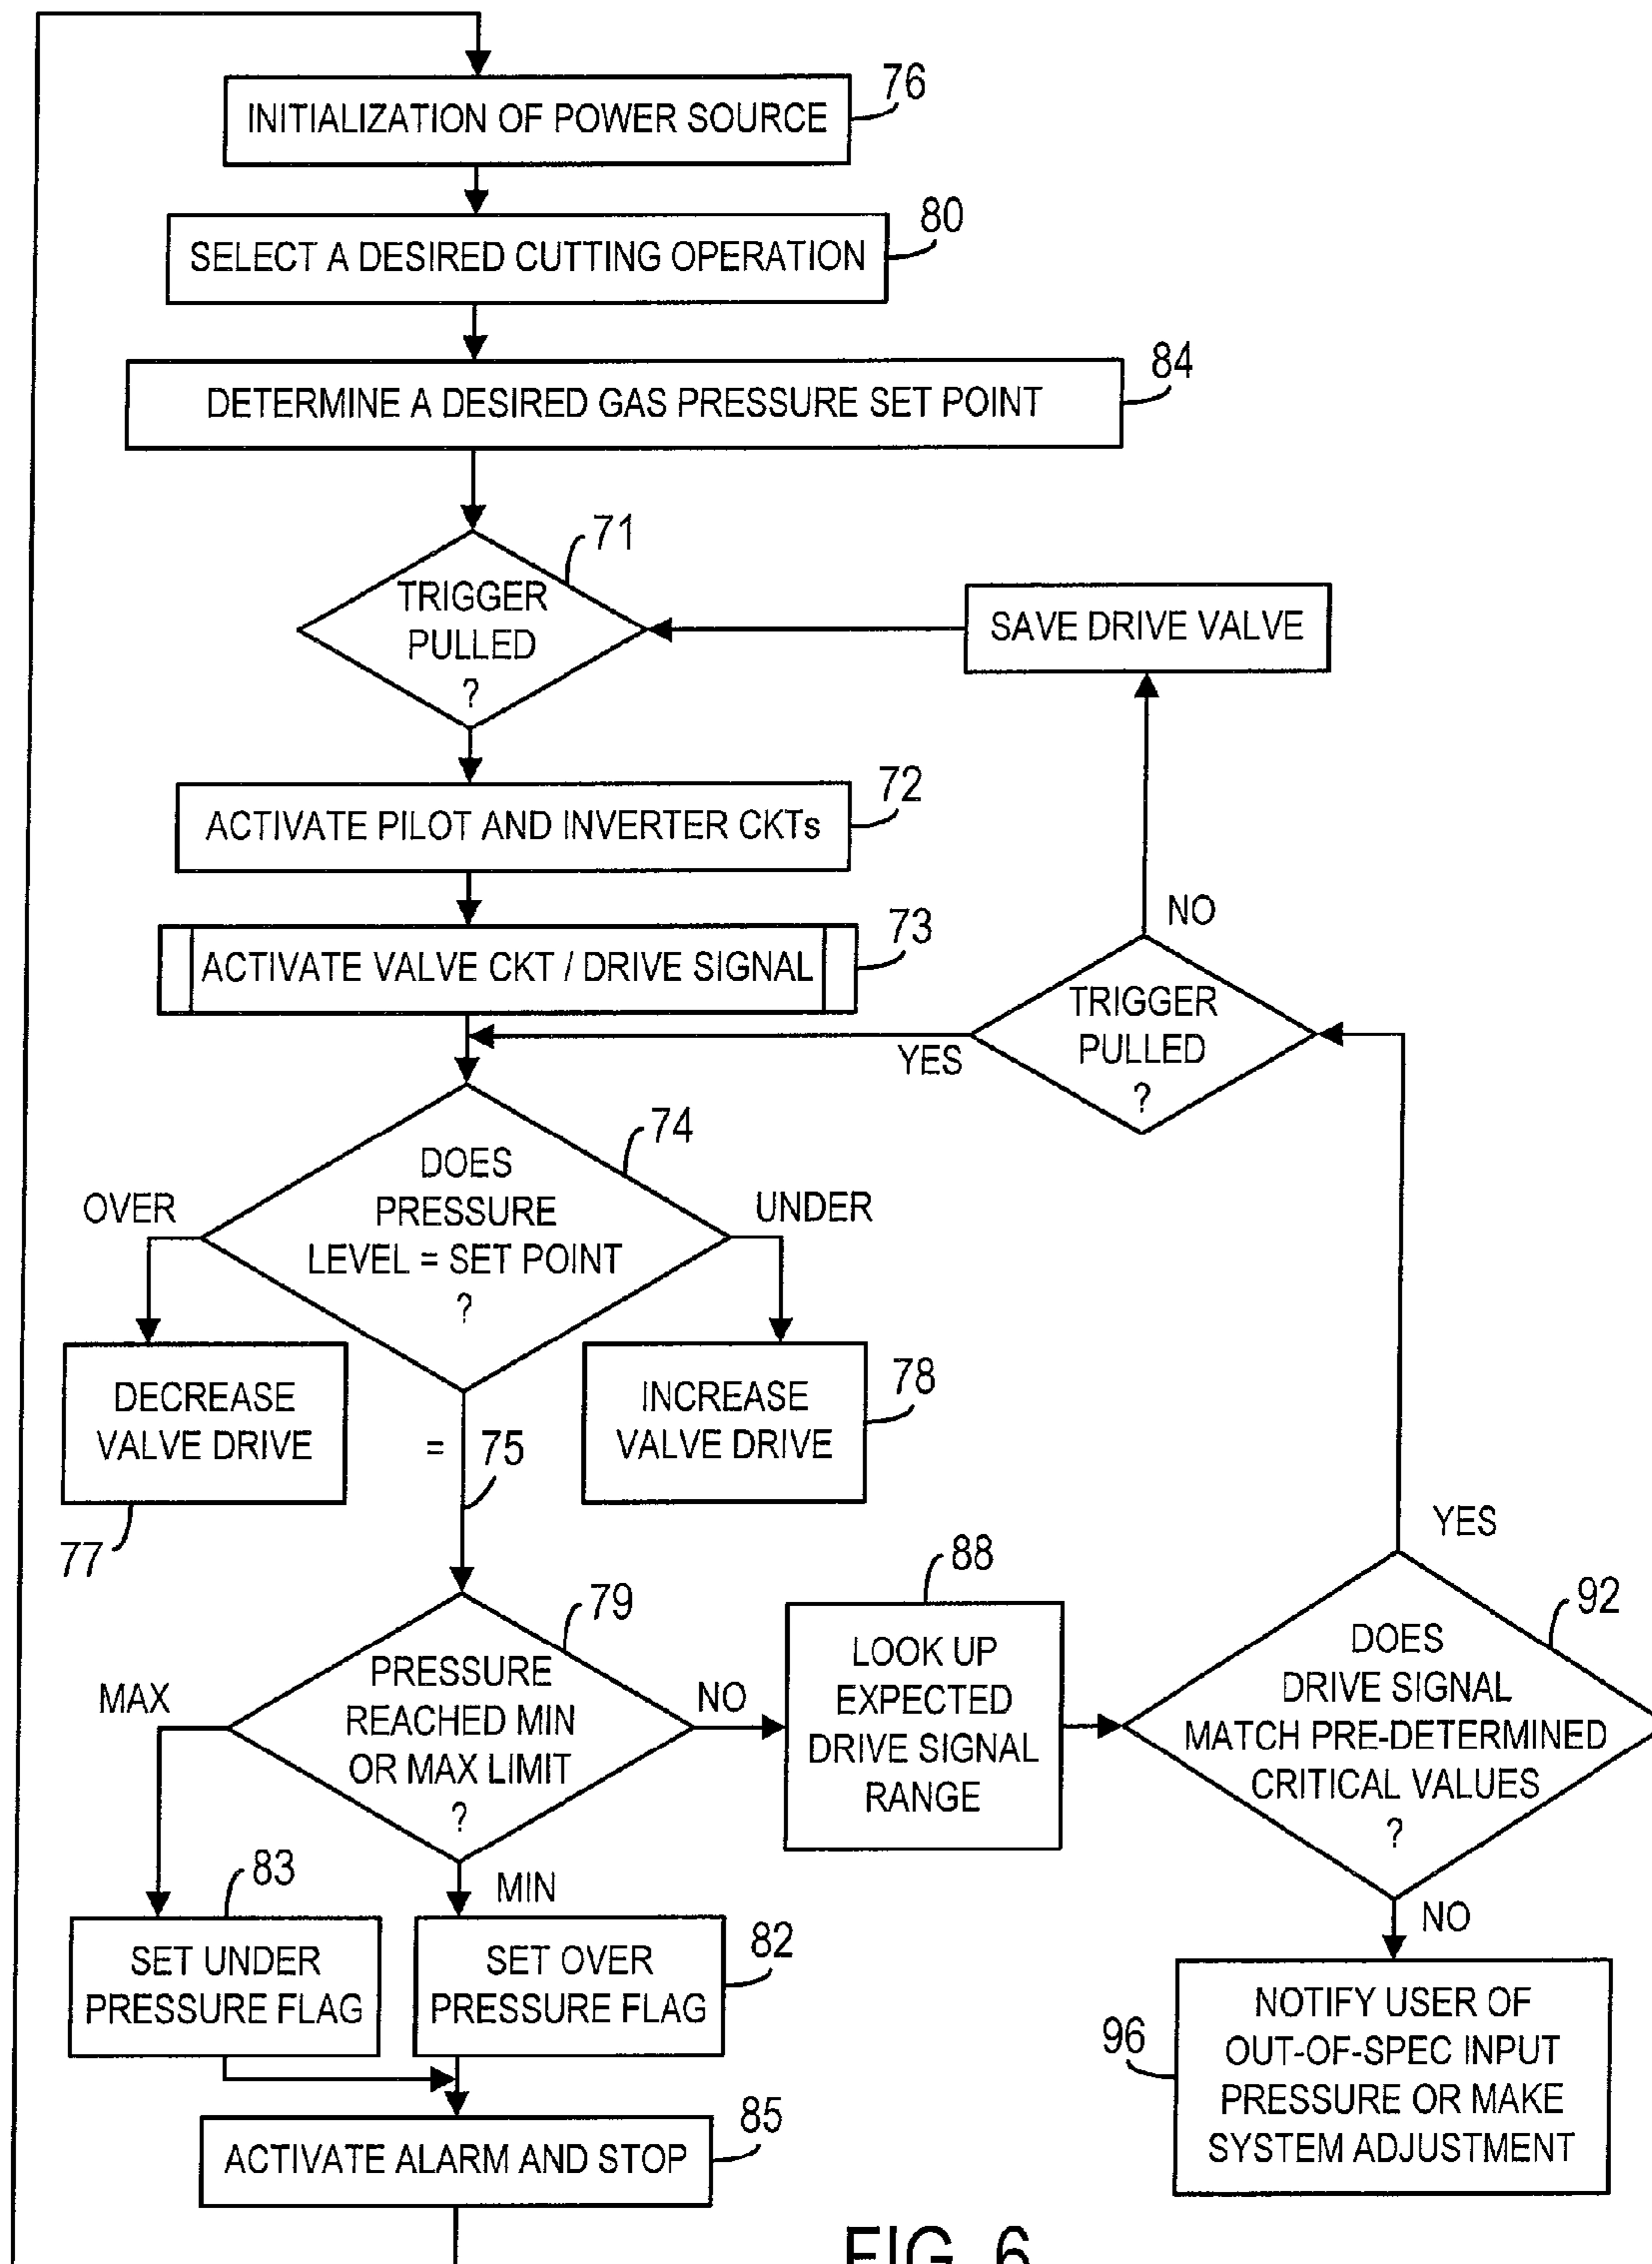 76
INITIALIZATION OF POWER SOURCE
80
SELECT A DESIRED CUTTING OPERATION
84
DETERMINE A DESIRED GAS PRESSURE SET POINT
71
TRIGGER
PULLED
?
SAVE DRIVE VALVE
72
ACTIVATE PILOT AND INVERTER CKTs
73
ACTIVATE VALVE CKT / DRIVE SIGNAL
NO
TRIGGER
PULLED
?
YES
74
DOES
PRESSURE
LEVEL = SET POINT
?
OVER
UNDER
DECREASE
VALVE DRIVE
77
= 75
INCREASE
VALVE DRIVE
78
79
PRESSURE
REACHED MIN
OR MAX LIMIT
?
MAX
NO
MIN
88
LOOK UP
EXPECTED
DRIVE SIGNAL
RANGE
YES
92
DOES
DRIVE SIGNAL
MATCH PRE-DETERMINED
CRITICAL VALUES
?
NO
83
SET UNDER
PRESSURE FLAG
82
SET OVER
PRESSURE FLAG
96
NOTIFY USER OF
OUT-OF-SPEC INPUT
PRESSURE OR MAKE
SYSTEM ADJUSTMENT
85
ACTIVATE ALARM AND STOP
FIG. 6